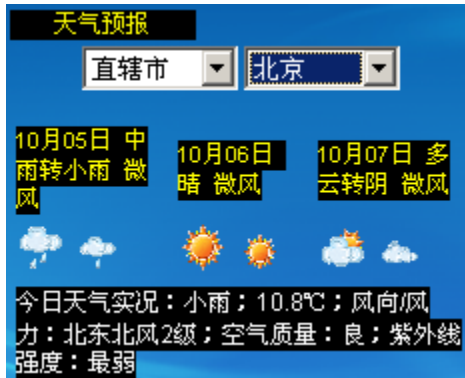 天气预报
直辖市 北京
10月05日 中
雨转小雨 微
风
10月06日
晴 微风
10月07日 多
云转阴 微风
今日天气实况：小雨；10.8℃；风向/风
力：北东北风2级；空气质量：良；紫外线
强度：最弱